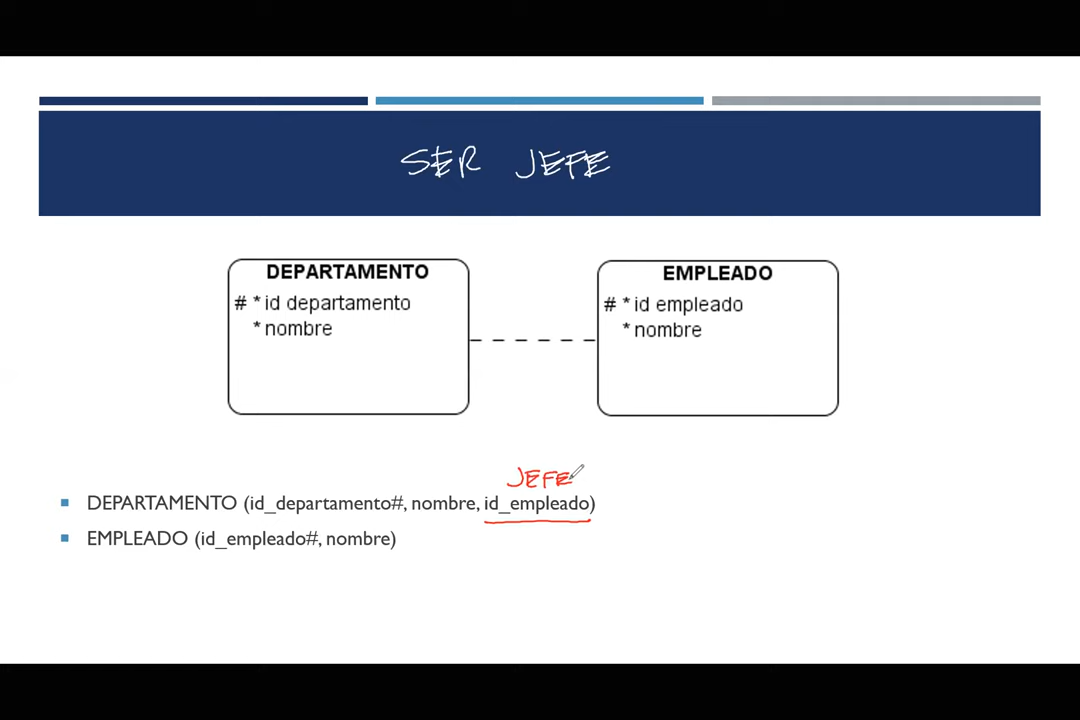 SER JEFE
DEPARTAMENTO
# * id departamento
* nombre
EMPLEADO
# * id empleado
* nombre
JEFE
DEPARTAMENTO (id_departamento#, nombre, id_empleado)
EMPLEADO (id_empleado#, nombre)